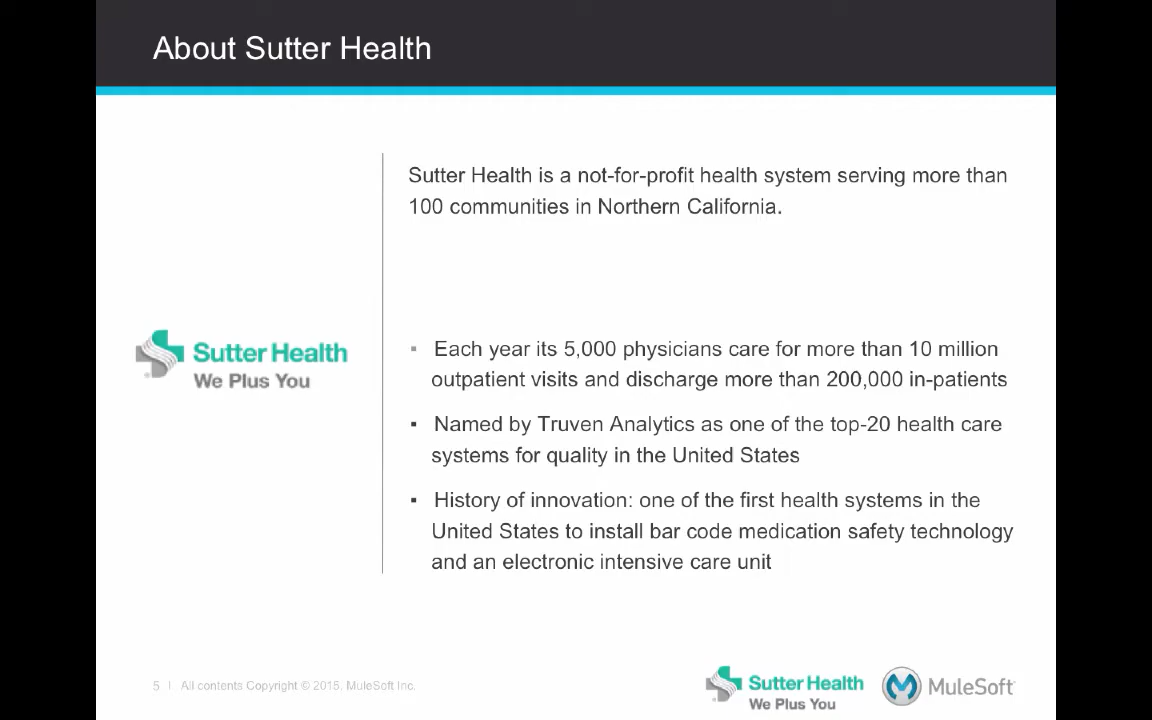 About Sutter Health
Sutter Health is a not-for-profit health system serving more than
100 communities in Northern California.
Sutter Health
We Plus You
▪ Each year its 5,000 physicians care for more than 10 million
outpatient visits and discharge more than 200,000 in-patients
▪ Named by Truven Analytics as one of the top-20 health care
systems for quality in the United States
▪ History of innovation: one of the first health systems in the
United States to install bar code medication safety technology
and an electronic intensive care unit
5 | All contents Copyright © 2015, MuleSoft Inc.
Sutter Health
We Plus You
MuleSoft